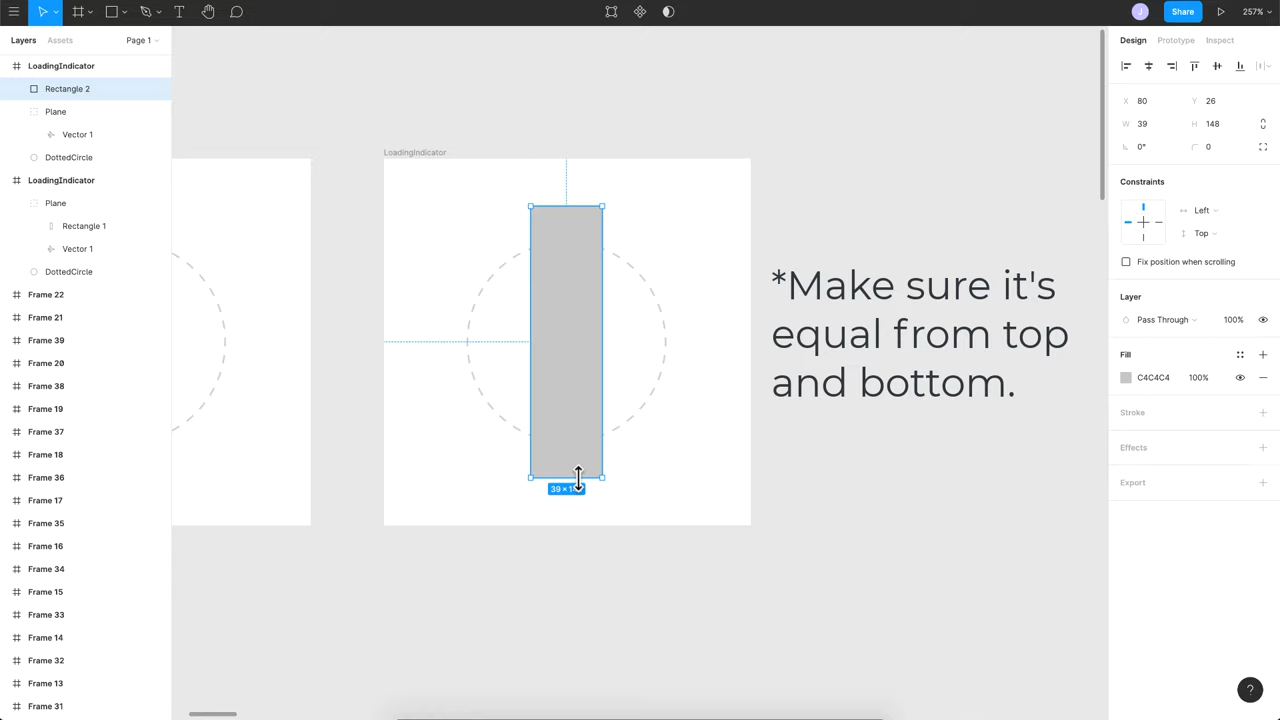 J
Share
257%
Layers
Assets
Page 1
Design
Prototype
Inspect
LoadingIndicator
Rectangle 2
Plane
Vector 1
DottedCircle
LoadingIndicator
Plane
Rectangle 1
Vector 1
DottedCircle
Frame 22
Frame 21
Frame 39
Frame 20
Frame 38
Frame 19
Frame 37
Frame 18
Frame 36
Frame 17
Frame 35
Frame 16
Frame 34
Frame 15
Frame 33
Frame 14
Frame 32
Frame 13
Frame 31
LoadingIndicator
*Make sure it's
equal from top
and bottom.
X 80 Y 26
W 39 H 148
0° 0
Constraints
Left
Top
Fix position when scrolling
Layer
Pass Through 100%
Fill
C4C4C4 100%
Stroke
Effects
Export
?